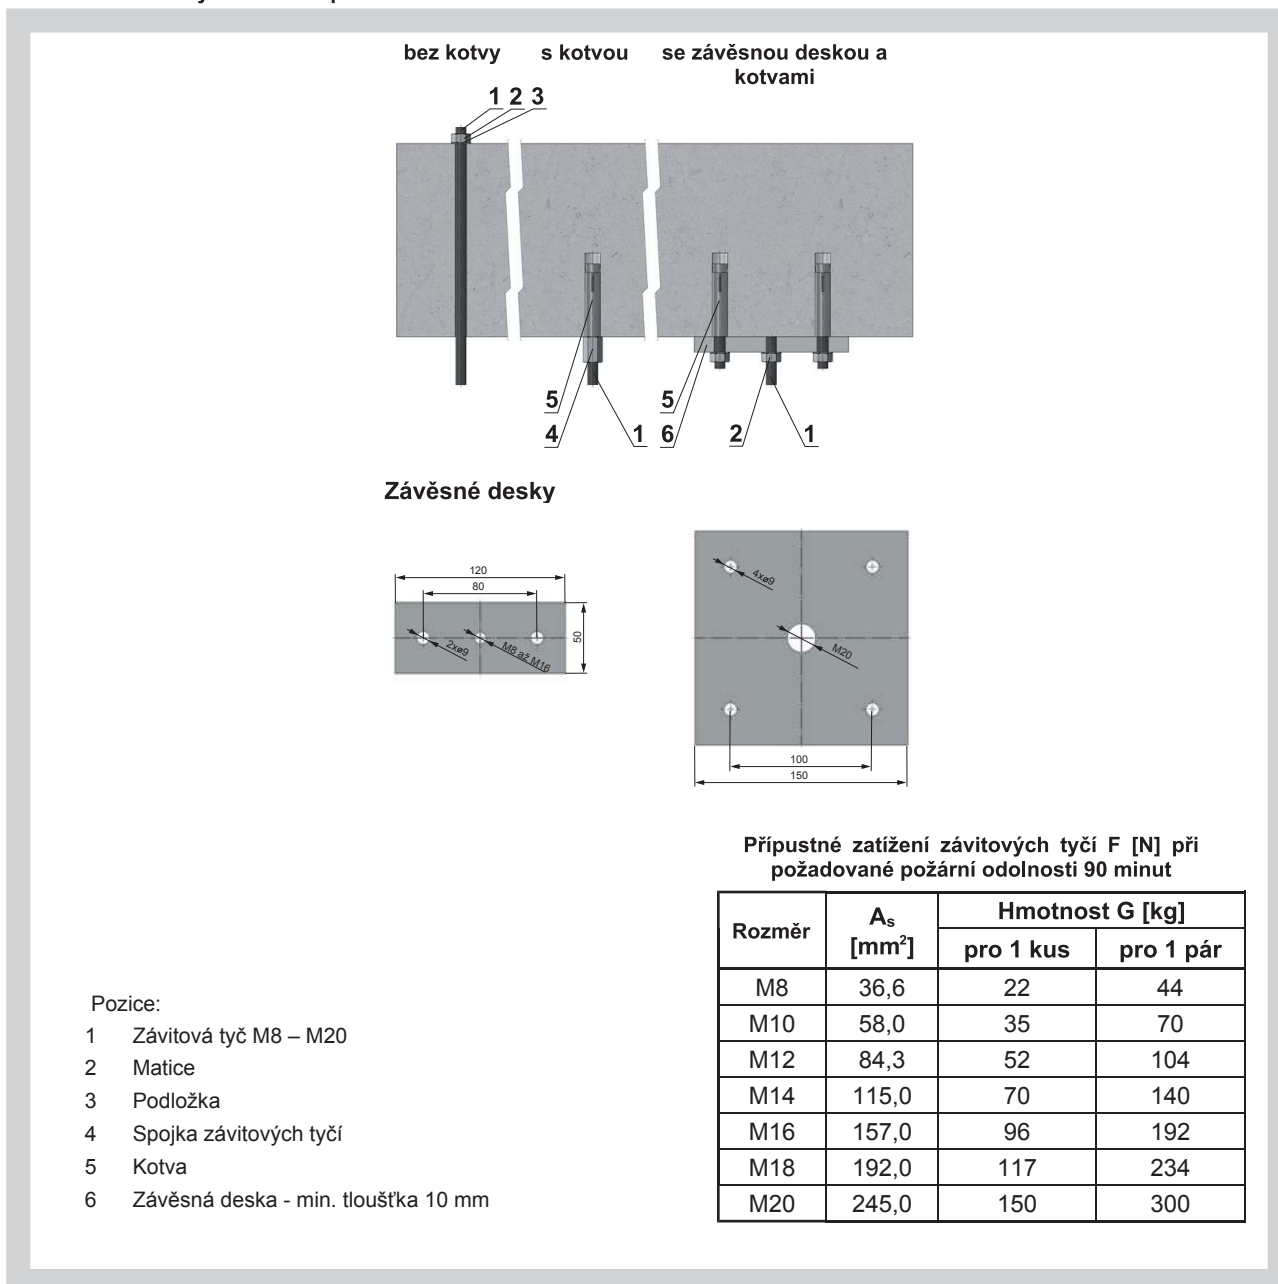 bez kotvy
s kotvou
se závěsnou deskou a
kotvami
1 2 3
5
4
1
5
6
2
1
Závěsné desky
120
80
50
2xø9
M8 až M16
4xø9
M20
100
150
Přípustné zatížení závitových tyčí F [N] při
požadované požární odolnosti 90 minut
Rozměr As [mm²] Hmotnost G [kg]
pro 1 kus pro 1 pár
M8 36,6 22 44
M10 58,0 35 70
M12 84,3 52 104
M14 115,0 70 140
M16 157,0 96 192
M18 192,0 117 234
M20 245,0 150 300
Pozice:
1 Závitová tyč M8 – M20
2 Matice
3 Podložka
4 Spojka závitových tyčí
5 Kotva
6 Závěsná deska - min. tloušťka 10 mm